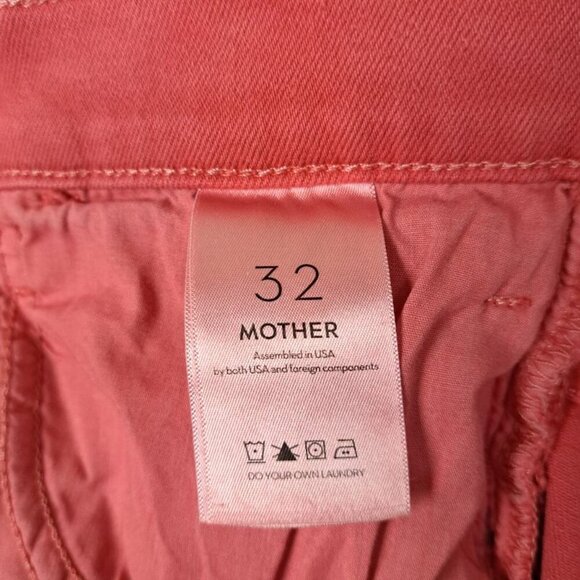 32
MOTHER
Assembled in USA
by both USA and foreign components
DO YOUR OWN LAUNDRY